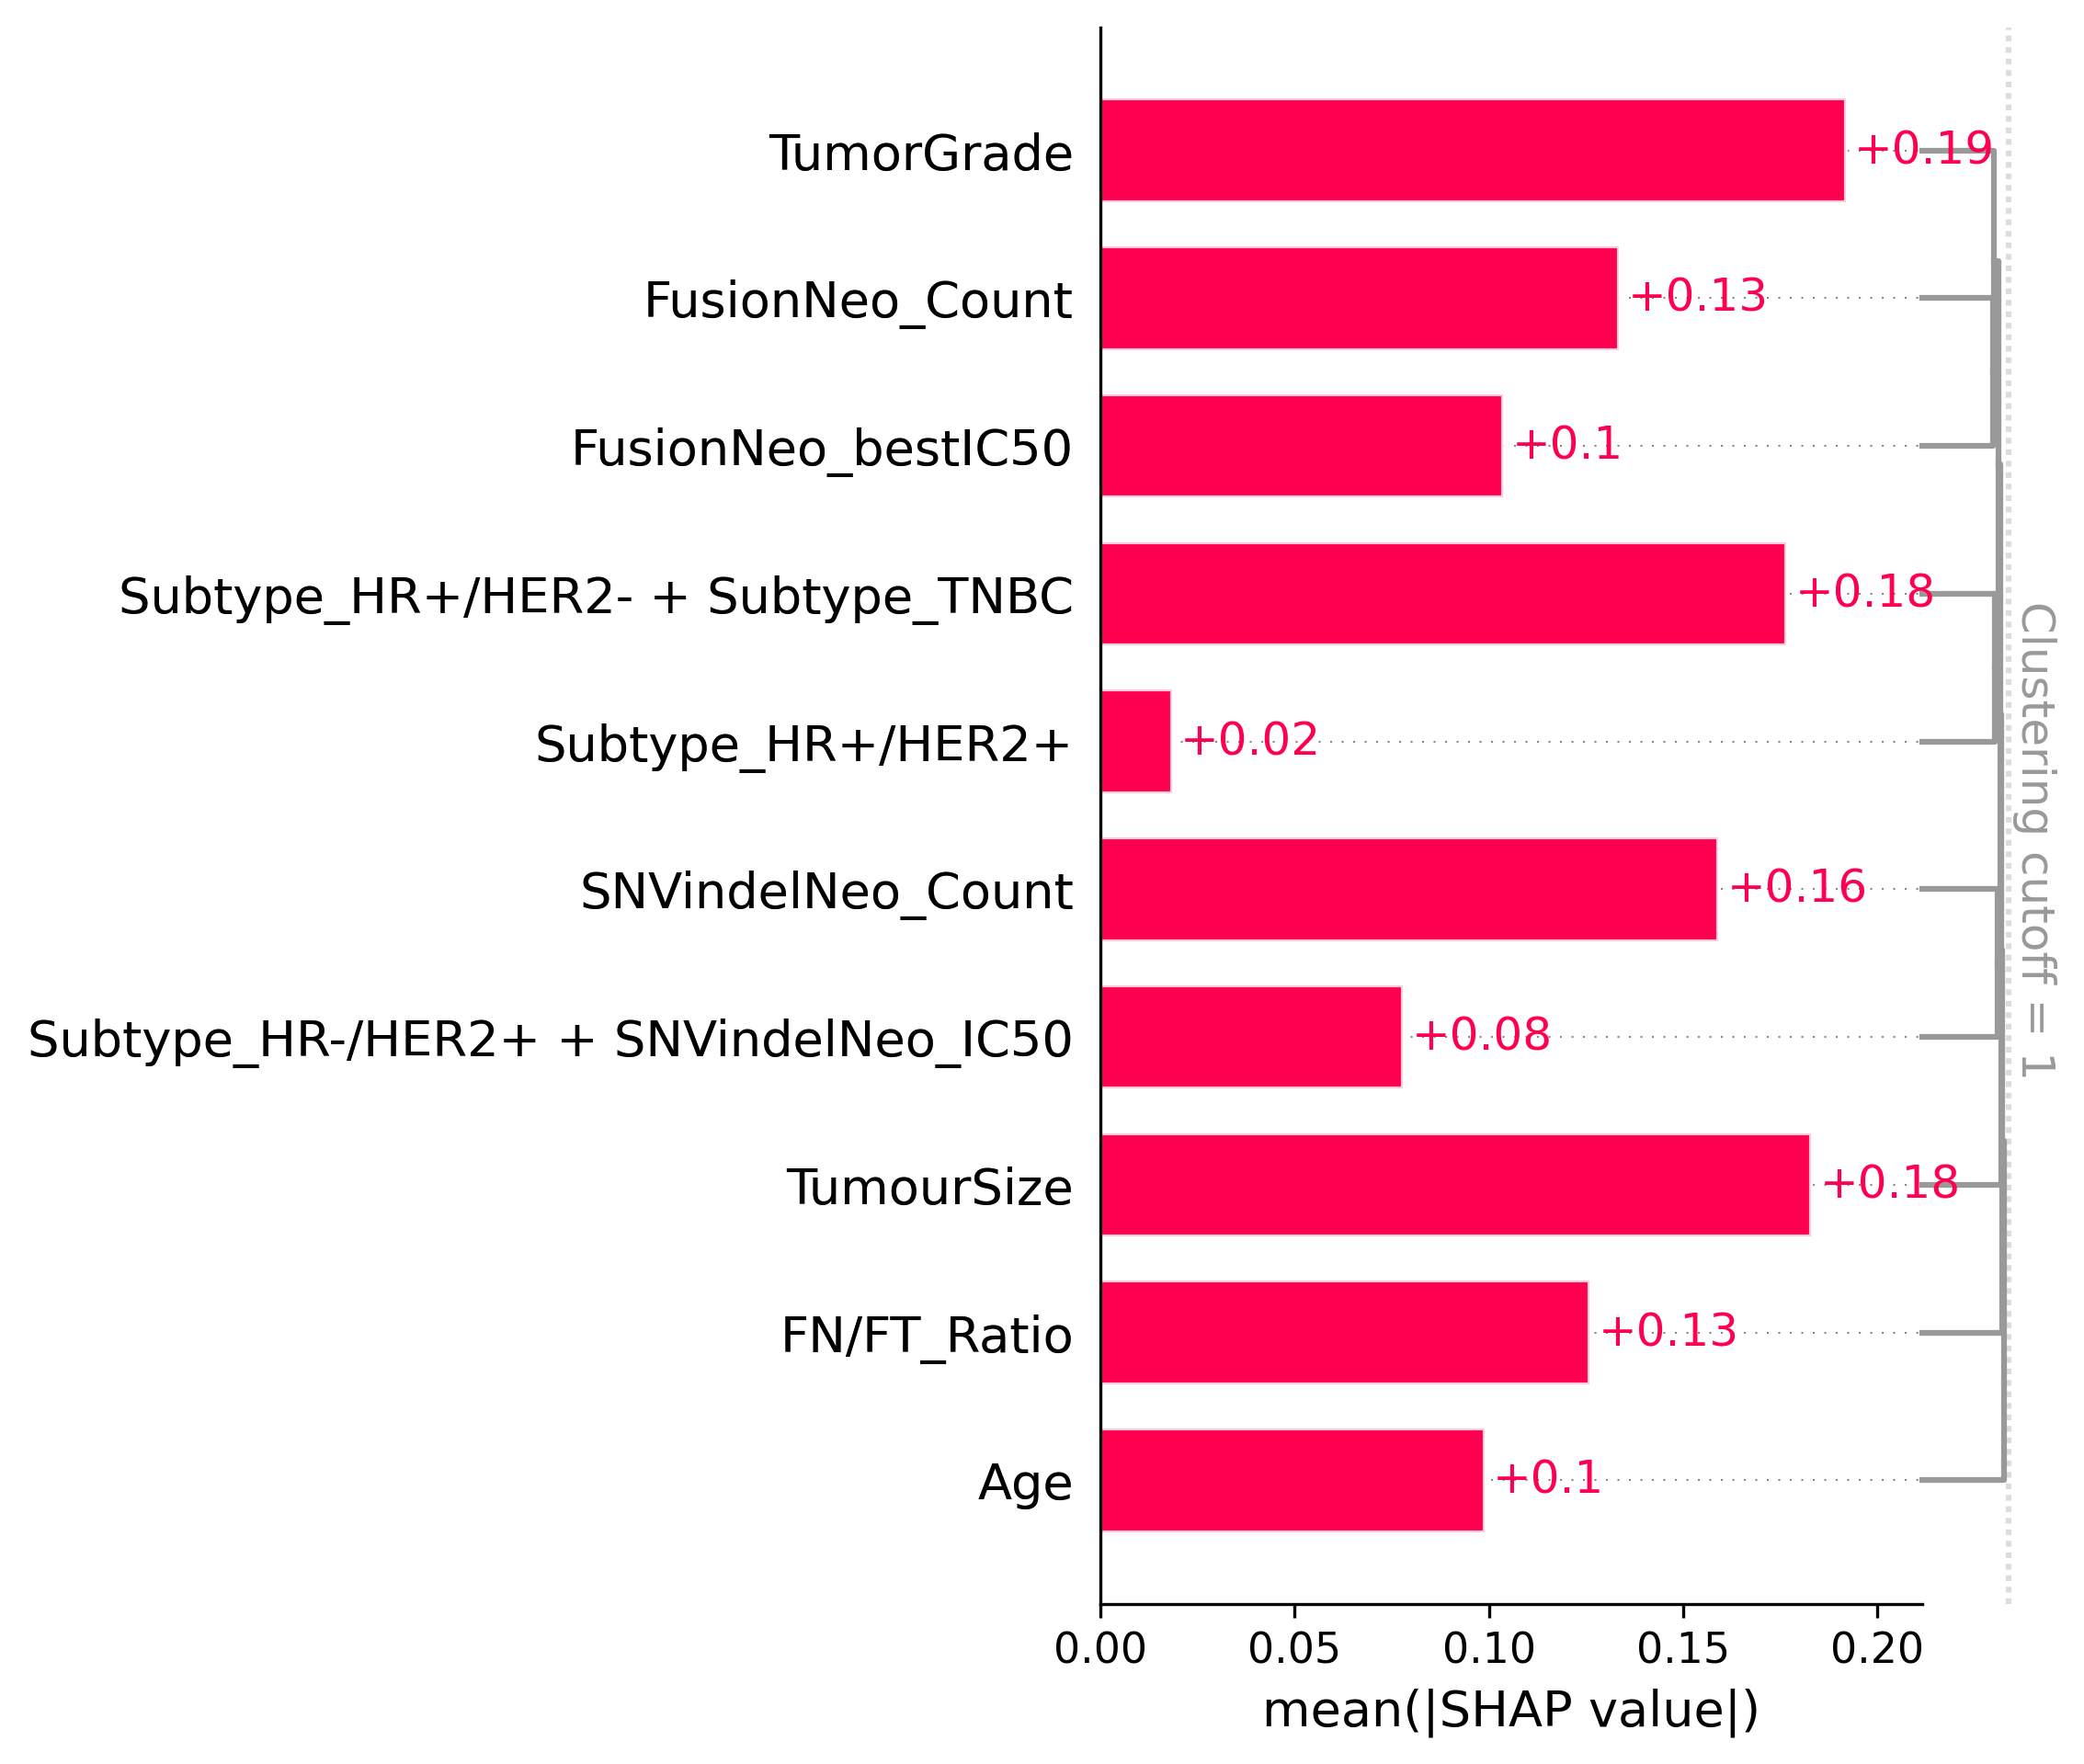 TumorGrade
+0.19
FusionNeo_Count
+0.13
FusionNeo_bestIC50
+0.1
Subtype_HR+/HER2- + Subtype_TNBC
+0.18
Subtype_HR+/HER2+
+0.02
SNVindelNeo_Count
+0.16
Subtype_HR-/HER2+ + SNVindelNeo_IC50
+0.08
TumourSize
+0.18
FN/FT_Ratio
+0.13
Age
+0.1
Clustering cutoff = 1
0.00 0.05 0.10 0.15 0.20
mean(|SHAP value|)